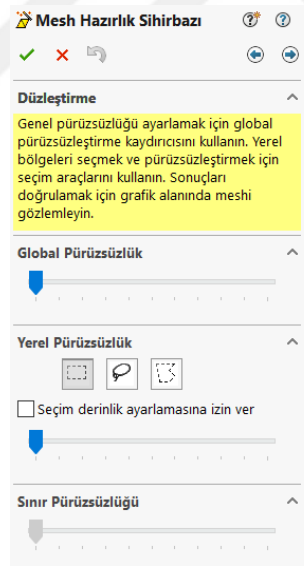 Mesh Hazırlık Sihirbazı
Düzleştirme
Genel pürüzsüzlüğü ayarlamak için global
pürüzsüzleştirme kaydırıcısını kullanın. Yerel
bölgeleri seçmek ve pürüzsüzleştirmek için
seçim araçlarını kullanın. Sonuçları
doğrulamak için grafik alanında meshi
gözlemleyin.
Global Pürüzsüzlük
Yerel Pürüzsüzlük
Seçim derinlik ayarlamasına izin ver
Sınır Pürüzsüzlüğü